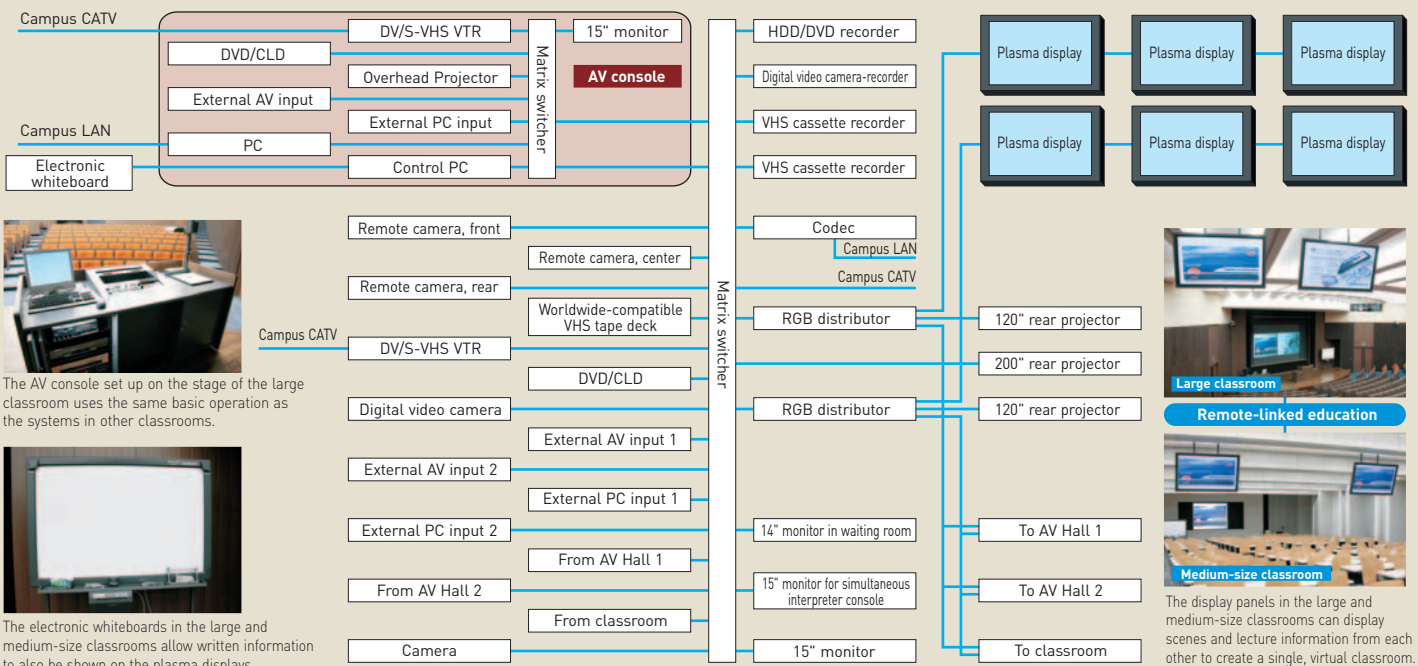 Campus CATV
DV/S-VHS VTR
15" monitor
DVD/CLD
Overhead Projector
AV console
External AV input
External PC input
Campus LAN
PC
Electronic
whiteboard
Control PC
Matrix switcher
HDD/DVD recorder
Digital video camera-recorder
VHS cassette recorder
VHS cassette recorder
Plasma display
Plasma display
Plasma display
Plasma display
Plasma display
Plasma display
The AV console set up on the stage of the large
classroom uses the same basic operation as
the systems in other classrooms.
The electronic whiteboards in the large and
medium-size classrooms allow written information
to also be shown on the plasma displays
Remote camera, front
Remote camera, center
Remote camera, rear
Worldwide-compatible
VHS tape deck
Campus CATV
DV/S-VHS VTR
DVD/CLD
Digital video camera
External AV input 1
External AV input 2
External PC input 1
External PC input 2
From AV Hall 1
From AV Hall 2
From classroom
Camera
Matrix switcher
Codec
Campus LAN
Campus CATV
RGB distributor
RGB distributor
14" monitor in waiting room
15" monitor for simultaneous
interpreter console
15" monitor
120" rear projector
200" rear projector
120" rear projector
To AV Hall 1
To AV Hall 2
To classroom
Large classroom
Remote-linked education
Medium-size classroom
The display panels in the large and
medium-size classrooms can display
scenes and lecture information from each
other to create a single, virtual classroom.